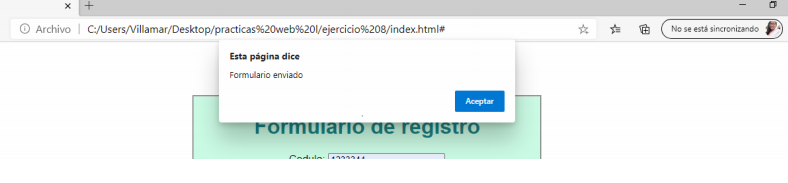 Archivo | C:/Users/Villamar/Desktop/practicas%20web%20I/ejercicio%208/index.html#
No se está sincronizando
Esta página dice
Formulario enviado
Aceptar
Formulario de registro